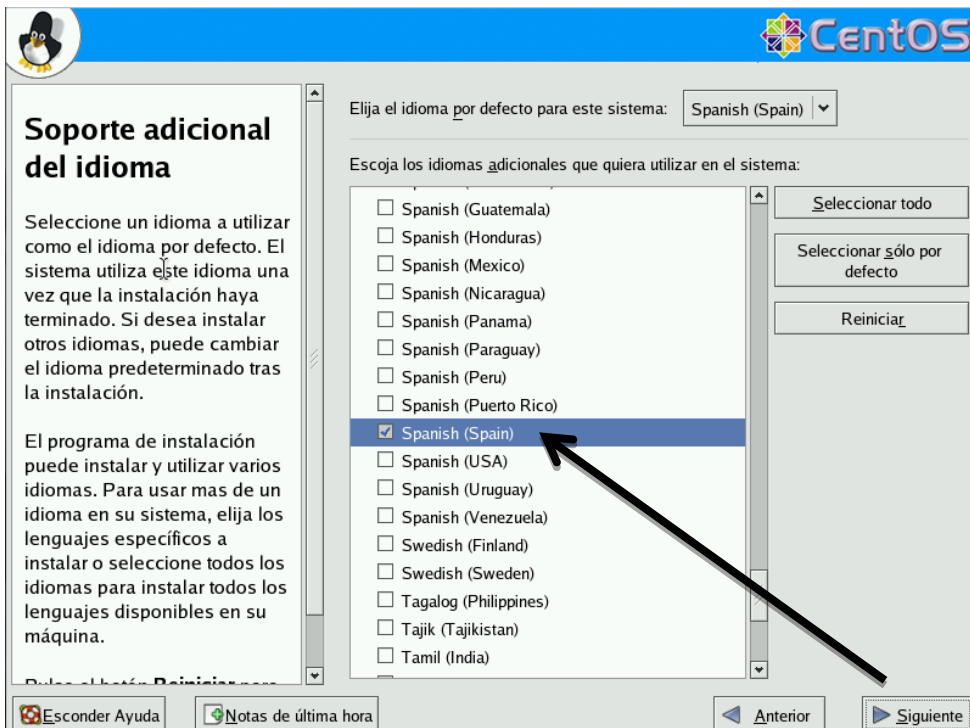 CentOS
Soporte adicional
del idioma
Seleccione un idioma a utilizar
como el idioma por defecto. El
sistema utiliza este idioma una
vez que la instalación haya
terminado. Si desea instalar
otros idiomas, puede cambiar
el idioma predeterminado tras
la instalación.
El programa de instalación
puede instalar y utilizar varios
idiomas. Para usar mas de un
idioma en su sistema, elija los
lenguajes específicos a
instalar o seleccione todos los
idiomas para instalar todos los
lenguajes disponibles en su
máquina.
Pulse el botón Reiniciar para
Elija el idioma por defecto para este sistema: Spanish (Spain)
Escoja los idiomas adicionales que quiera utilizar en el sistema:
Spanish (Guatemala)
Spanish (Honduras)
Spanish (Mexico)
Spanish (Nicaragua)
Spanish (Panama)
Spanish (Paraguay)
Spanish (Peru)
Spanish (Puerto Rico)
Spanish (Spain)
Spanish (USA)
Spanish (Uruguay)
Spanish (Venezuela)
Swedish (Finland)
Swedish (Sweden)
Tagalog (Philippines)
Tajik (Tajikistan)
Tamil (India)
Seleccionar todo
Seleccionar sólo por
defecto
Reiniciar
Esconder Ayuda
Notas de última hora
Anterior
Siguiente